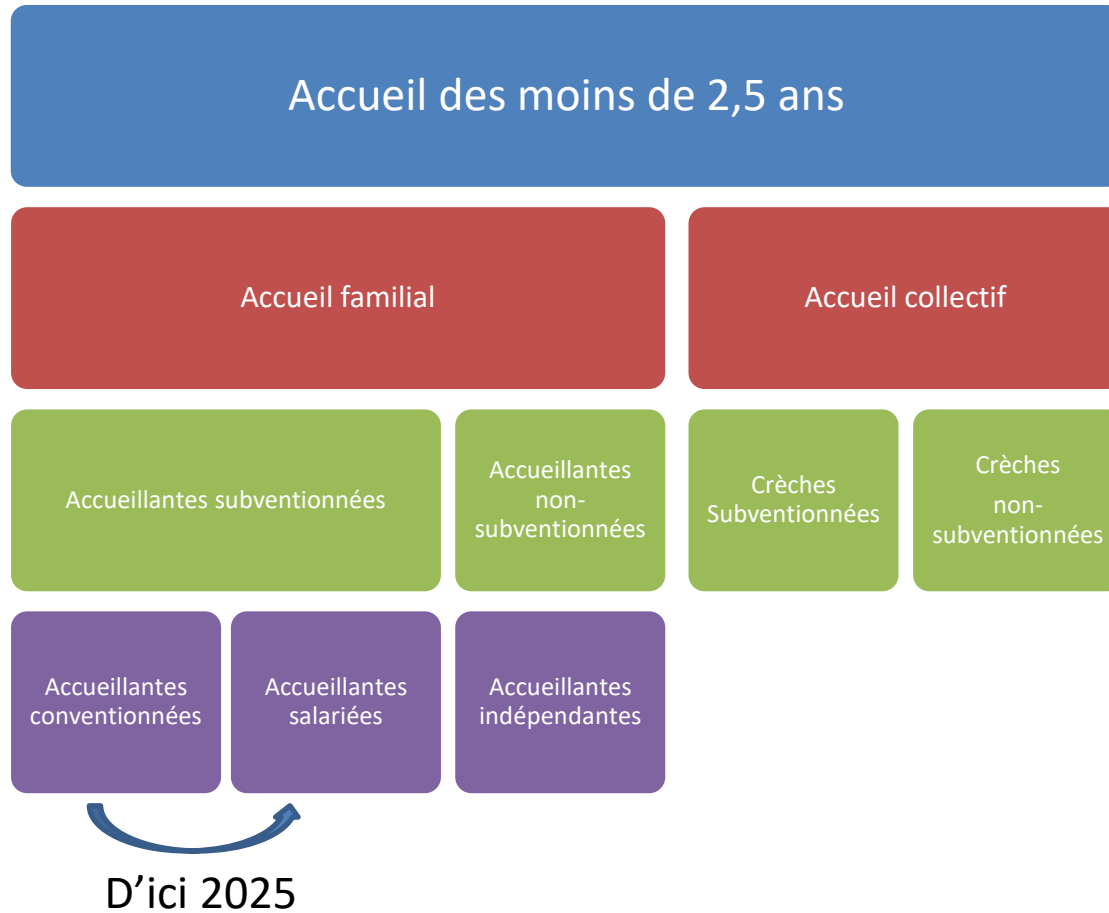 Accueil des moins de 2,5 ans
Accueil familial
Accueil collectif
Accueillantes subventionnées
Accueillantes
non-
subventionnées
Crèches
Subventionnées
Crèches
non-
subventionnées
Accueillantes
conventionnées
Accueillantes
salariées
Accueillantes
indépendantes
D’ici 2025